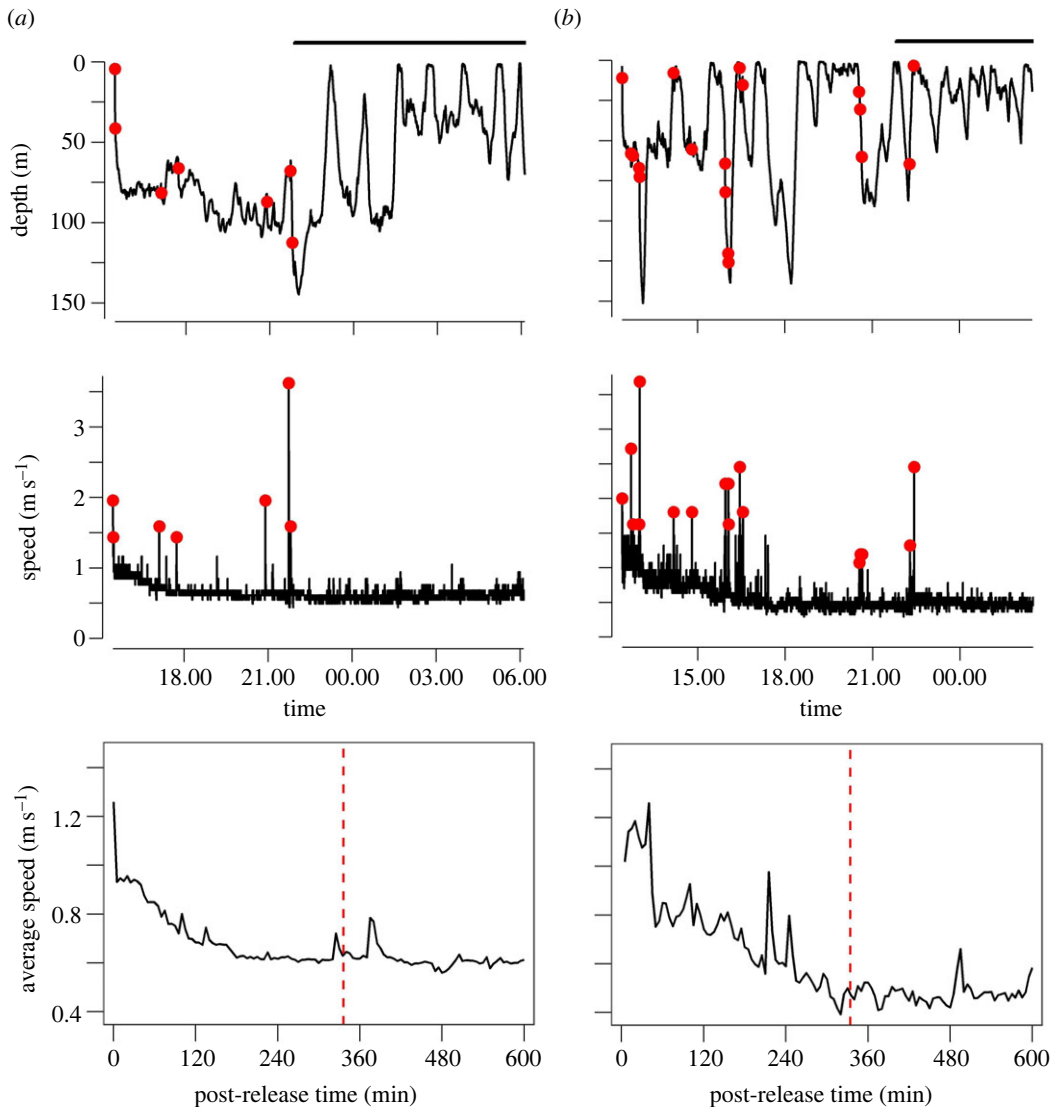 (a) (b)
0
50
100
150
depth (m)
3
2
1
0
speed (m s−1)
18.00 21.00 00.00 03.00 06.00
15.00 18.00 21.00 00.00
time time
1.2
0.8
0.4
average speed (m s−1)
0 120 240 360 480 600
0 120 240 360 480 600
post-release time (min) post-release time (min)